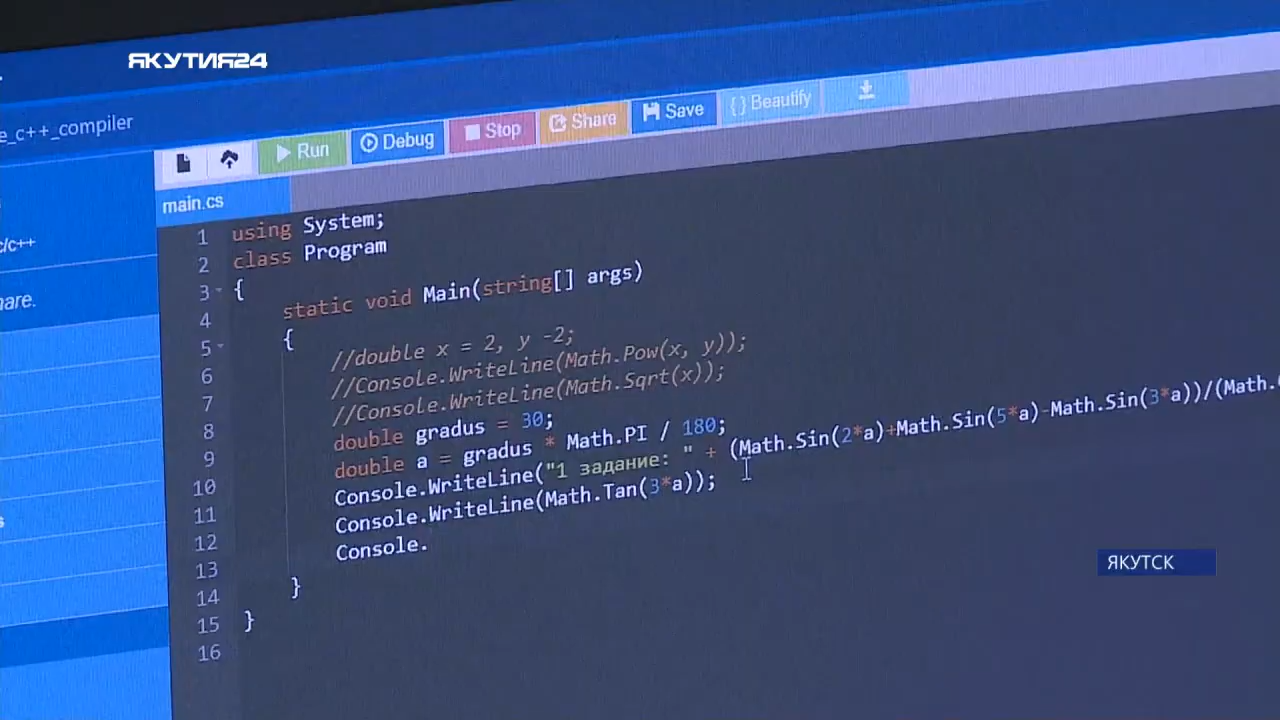 ЯКУТИЯ24
e_c++_compiler
Run Debug Stop Share Save {} Beautify
main.cs
c/c++
hare.
1 using System;
2 class Program
3 {
4 static void Main(string[] args)
5 {
6 //double x = 2, y -2;
7 //Console.WriteLine(Math.Pow(x, y));
8 //Console.WriteLine(Math.Sqrt(x));
9 double gradus = 30;
10 double a = gradus * Math.PI / 180;
11 Console.WriteLine("1 задание: " + (Math.Sin(2*a)+Math.Sin(5*a)-Math.Sin(3*a))/(Math.
12 Console.WriteLine(Math.Tan(3*a));
13 Console.
14 }
15 }
16
ЯКУТСК